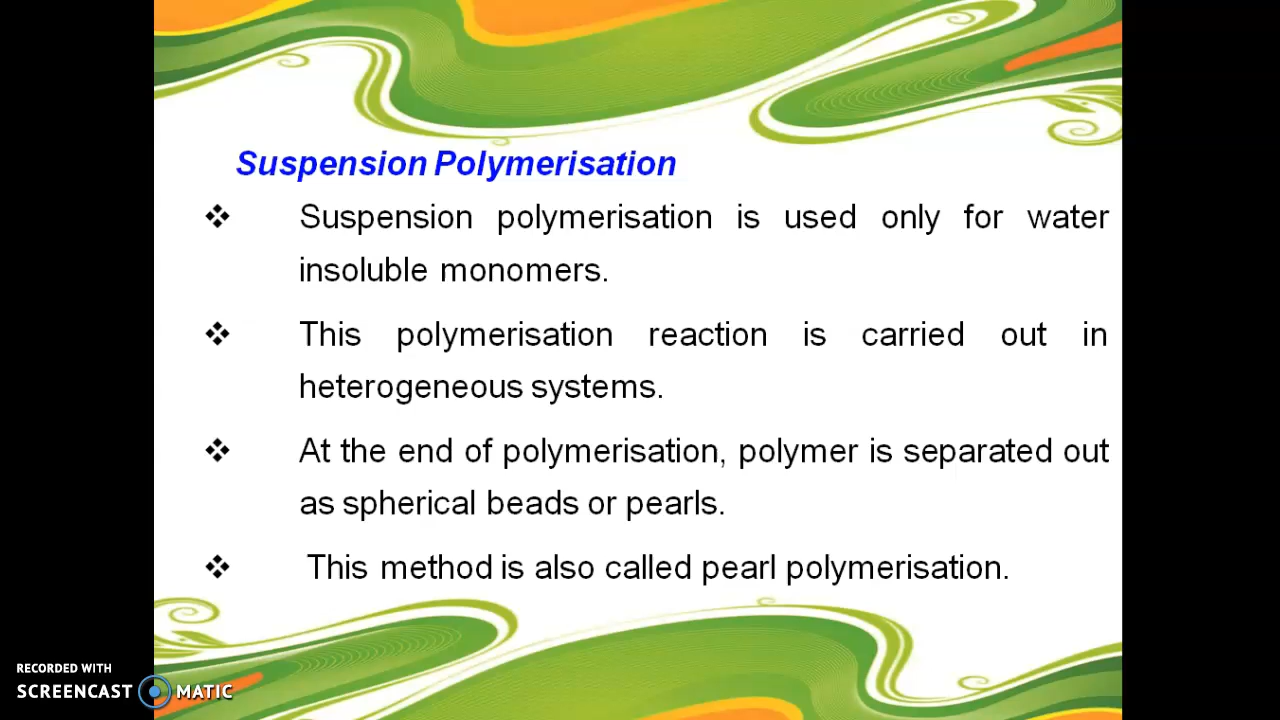 Suspension Polymerisation
❖ Suspension polymerisation is used only for water
insoluble monomers.
❖ This polymerisation reaction is carried out in
heterogeneous systems.
❖ At the end of polymerisation, polymer is separated out
as spherical beads or pearls.
❖ This method is also called pearl polymerisation.
RECORDED WITH
SCREENCAST MATIC